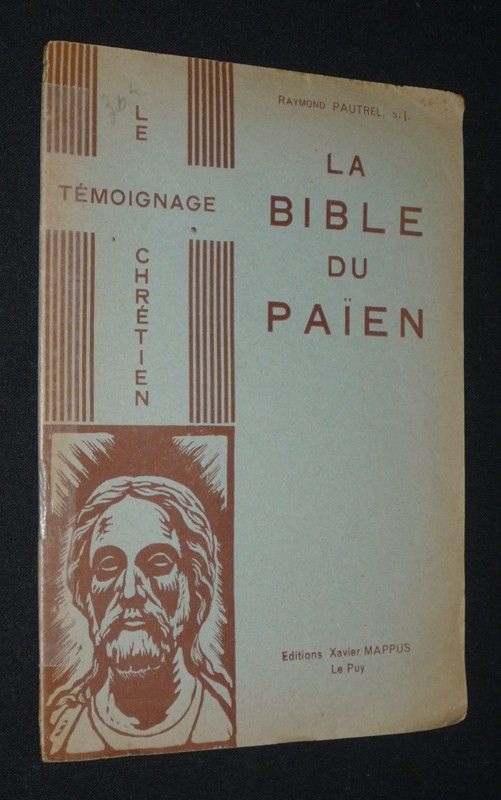 RAYMOND PAUTREL, s. j.
LE
TÉMOIGNAGE
CHRÉTIEN
LA
BIBLE
DU
PAÏEN
Editions Xavier MAPPUS
Le Puy